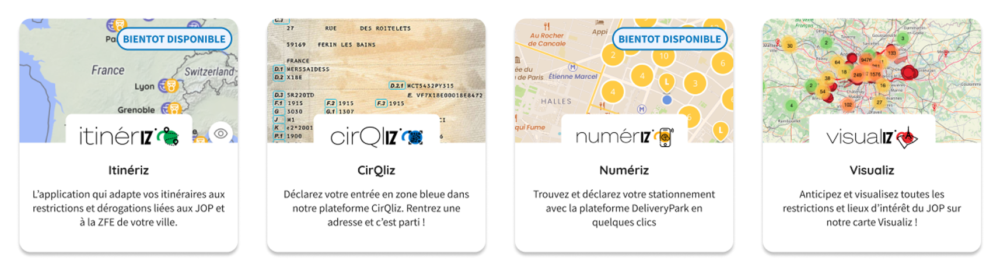 BIENTOT DISPONIBLE
France
Switzerland
Lyon
Grenoble
itinérIZ
Itinériz
L'application qui adapte vos itinéraires aux
restrictions et dérogations liées aux JOP et
à la ZFE de votre ville.
C.3
27 RUE DES ROITELETS
59169 FERIN LES BAINS
FRANCE
D.1 MERSSAIDESS
D.2 X18E
D.2.1 MCT5432PY315
D.3 SR220TD E VF7X18E00018E8472
F.1 1915 F.2 1915 F.3 1915
G 3030 G.1 1307
J M1 CI
K e2*2001
P.1 1900 6
cirQlIZ
CirQliz
Déclarez votre entrée en zone bleue dans
notre plateforme CirQliz. Rentrez une
adresse et c'est parti !
BIENTOT DISPONIBLE
Appi
Au Rocher
de Cancale
2
10
6
ée du
u de Paris
Étienne Marcel
4
L
3
4
HALLES
qui Fume
6
L
numérIZ
Numériz
Trouvez et déclarez votre stationnement
avec la plateforme DeliveryPark en
quelques clics
30
2
3
133
64
9476
18
249
1576
38
2
54
16
102
27
4
Rambouillet
visualIZ
Visualiz
Anticipez et visualisez toutes les
restrictions et lieux d'intérêt du JOP sur
notre carte Visualiz !